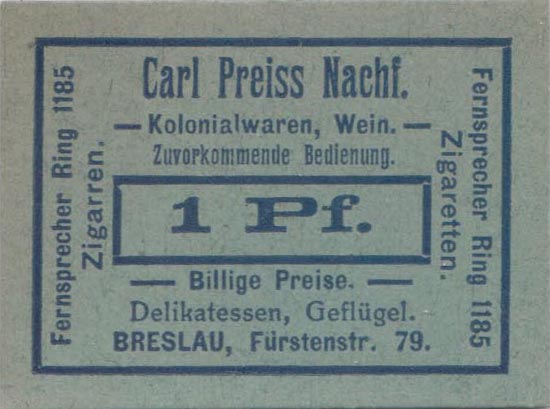 Carl Preiss Nachf.
— Kolonialwaren, Wein. —
Zuvorkommende Bedienung.
1 Pf.
— Billige Preise. —
Delikatessen, Geflügel.
BRESLAU, Fürstenstr. 79.
Fernsprecher Ring 1185
Zigarren.
Zigaretten.
Fernsprecher Ring 1185